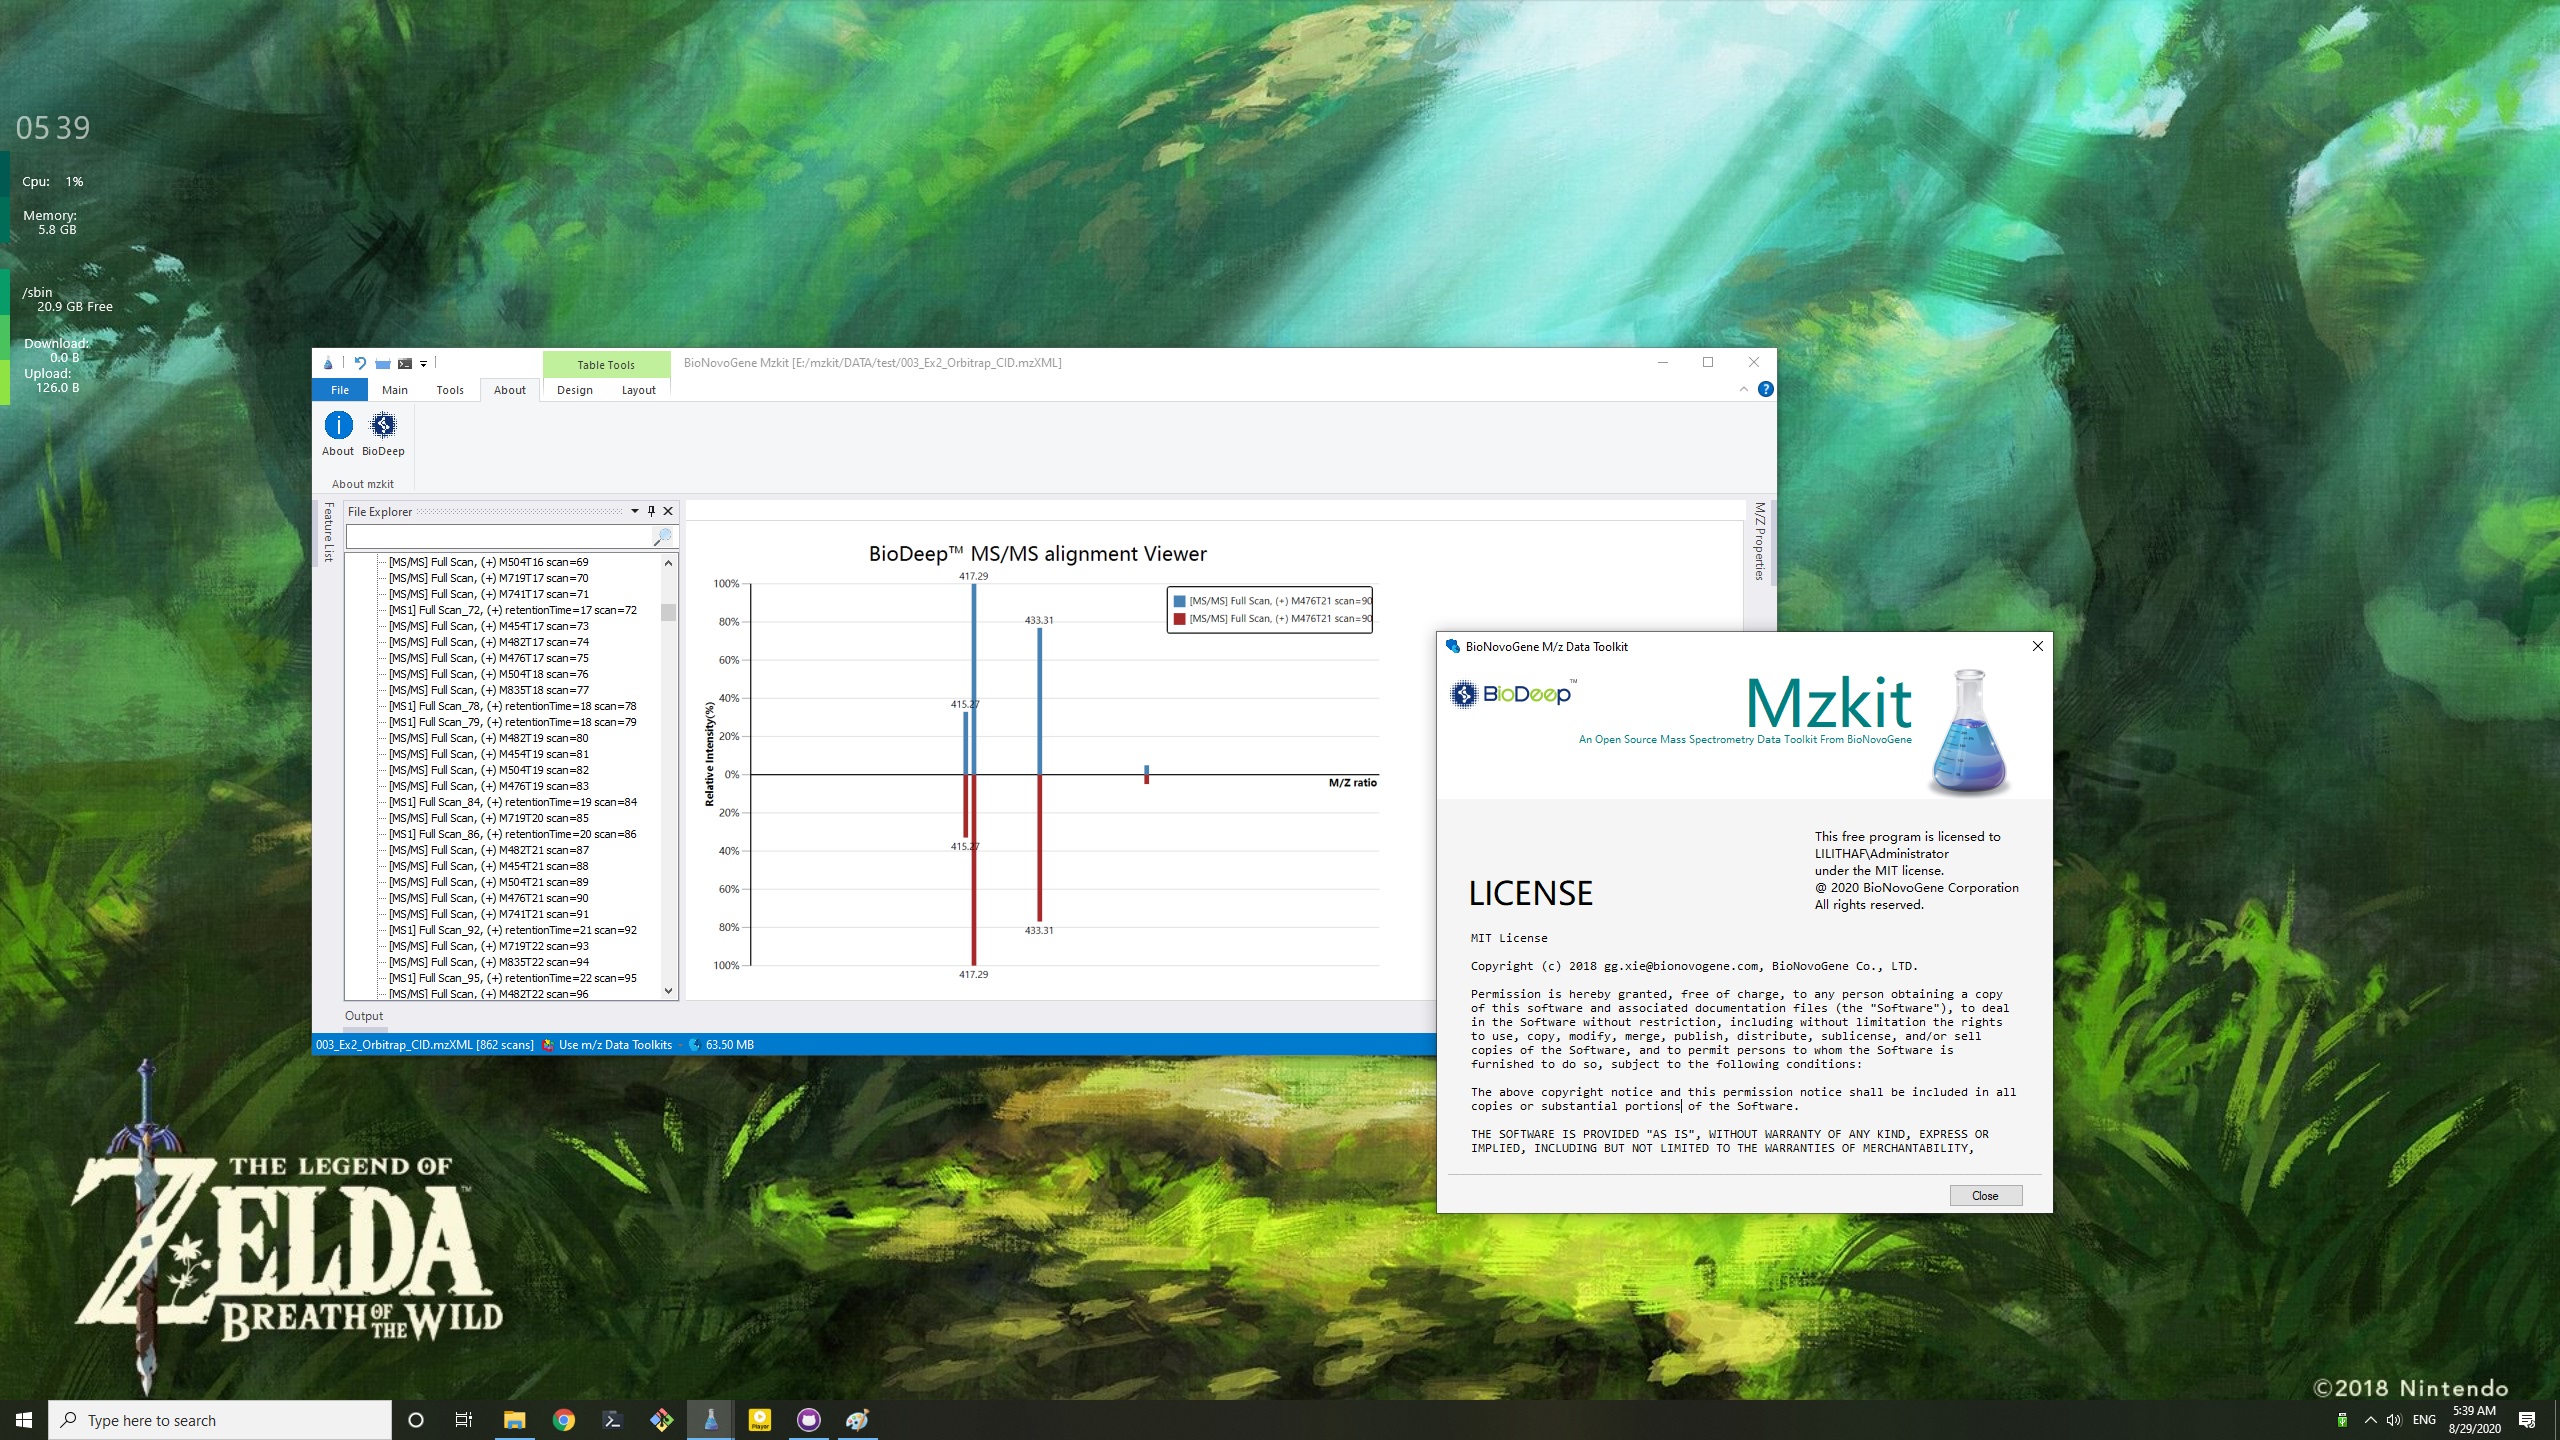 05 39
Cpu: 1%
Memory:
5.8 GB
/sbin
20.9 GB Free
Download:
0.0 B
Upload:
126.0 B
Table Tools
BioNovoGene Mzkit [E:/mzkit/DATA/test/003_Ex2_Orbitrap_CID.mzXML]
File Main Tools About Design Layout
About BioDeep
About mzkit
Feature List
File Explorer
[MS/MS] Full Scan, (+) M504T16 scan=69
[MS/MS] Full Scan, (+) M719T17 scan=70
[MS/MS] Full Scan, (+) M741T17 scan=71
[MS1] Full Scan_72, (+) retentionTime=17 scan=72
[MS/MS] Full Scan, (+) M454T17 scan=73
[MS/MS] Full Scan, (+) M482T17 scan=74
[MS/MS] Full Scan, (+) M476T17 scan=75
[MS/MS] Full Scan, (+) M504T18 scan=76
[MS/MS] Full Scan, (+) M835T18 scan=77
[MS1] Full Scan_78, (+) retentionTime=18 scan=78
[MS1] Full Scan_79, (+) retentionTime=18 scan=79
[MS/MS] Full Scan, (+) M482T19 scan=80
[MS/MS] Full Scan, (+) M454T19 scan=81
[MS/MS] Full Scan, (+) M504T19 scan=82
[MS/MS] Full Scan, (+) M476T19 scan=83
[MS1] Full Scan_84, (+) retentionTime=19 scan=84
[MS/MS] Full Scan, (+) M719T20 scan=85
[MS1] Full Scan_86, (+) retentionTime=20 scan=86
[MS/MS] Full Scan, (+) M482T21 scan=87
[MS/MS] Full Scan, (+) M454T21 scan=88
[MS/MS] Full Scan, (+) M504T21 scan=89
[MS/MS] Full Scan, (+) M476T21 scan=90
[MS/MS] Full Scan, (+) M741T21 scan=91
[MS1] Full Scan_92, (+) retentionTime=21 scan=92
[MS/MS] Full Scan, (+) M719T22 scan=93
[MS/MS] Full Scan, (+) M835T22 scan=94
[MS1] Full Scan_95, (+) retentionTime=22 scan=95
[MS/MS] Full Scan, (+) M482T22 scan=96
Output
003_Ex2_Orbitrap_CID.mzXML [862 scans] Use m/z Data Toolkits 63.50 MB
BioDeep™ MS/MS alignment Viewer
417.29
[MS/MS] Full Scan, (+) M476T21 scan=90
[MS/MS] Full Scan, (+) M476T21 scan=90
433.31
415.27
Relative Intensity(%)
100%
80%
60%
40%
20%
0%
20%
40%
60%
80%
100%
M/Z ratio
415.27
433.31
417.29
M/Z Properties
BioNovoGene M/z Data Toolkit
BioDeep™
Mzkit
An Open Source Mass Spectrometry Data Toolkit From BioNovoGene
This free program is licensed to
LILITHAF\Administrator
under the MIT license.
@ 2020 BioNovoGene Corporation
All rights reserved.
LICENSE
MIT License
Copyright (c) 2018 gg.xie@bionovogene.com, BioNovoGene Co., LTD.
Permission is hereby granted, free of charge, to any person obtaining a copy
of this software and associated documentation files (the "Software"), to deal
in the Software without restriction, including without limitation the rights
to use, copy, modify, merge, publish, distribute, sublicense, and/or sell
copies of the Software, and to permit persons to whom the Software is
furnished to do so, subject to the following conditions:
The above copyright notice and this permission notice shall be included in all
copies or substantial portions of the Software.
THE SOFTWARE IS PROVIDED "AS IS", WITHOUT WARRANTY OF ANY KIND, EXPRESS OR
IMPLIED, INCLUDING BUT NOT LIMITED TO THE WARRANTIES OF MERCHANTABILITY,
Close
THE LEGEND OF
ZELDA™
BREATH OF THE WILD
©2018 Nintendo
Type here to search
Player
ENG
5:39 AM
8/29/2020